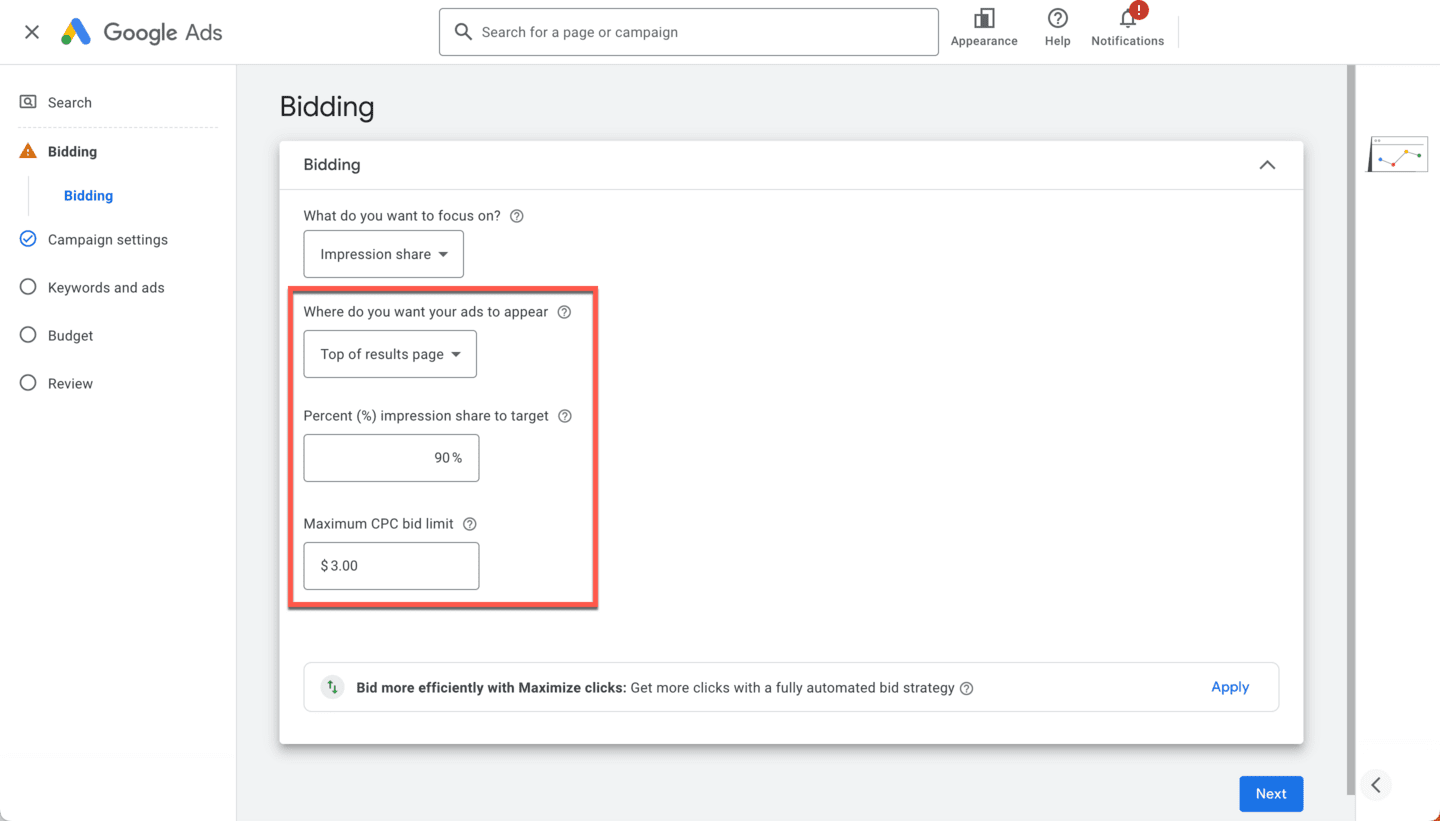 Google Ads
Search for a page or campaign
Appearance
Help
Notifications
Search
Bidding
Bidding
Campaign settings
Keywords and ads
Budget
Review
Bidding
Bidding
What do you want to focus on?
Impression share
Where do you want your ads to appear
Top of results page
Percent (%) impression share to target
90 %
Maximum CPC bid limit
$ 3.00
Bid more efficiently with Maximize clicks: Get more clicks with a fully automated bid strategy
Apply
Next